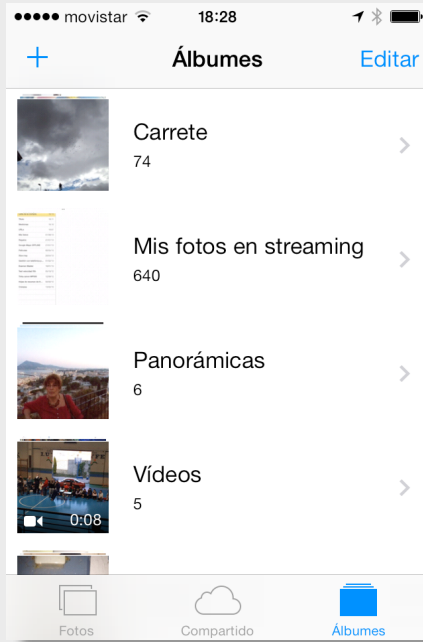 movistar 18:28
Álbumes Editar
Carrete
74
Mis fotos en streaming
640
Panorámicas
6
Vídeos
5
0:08
Fotos Compartido Álbumes